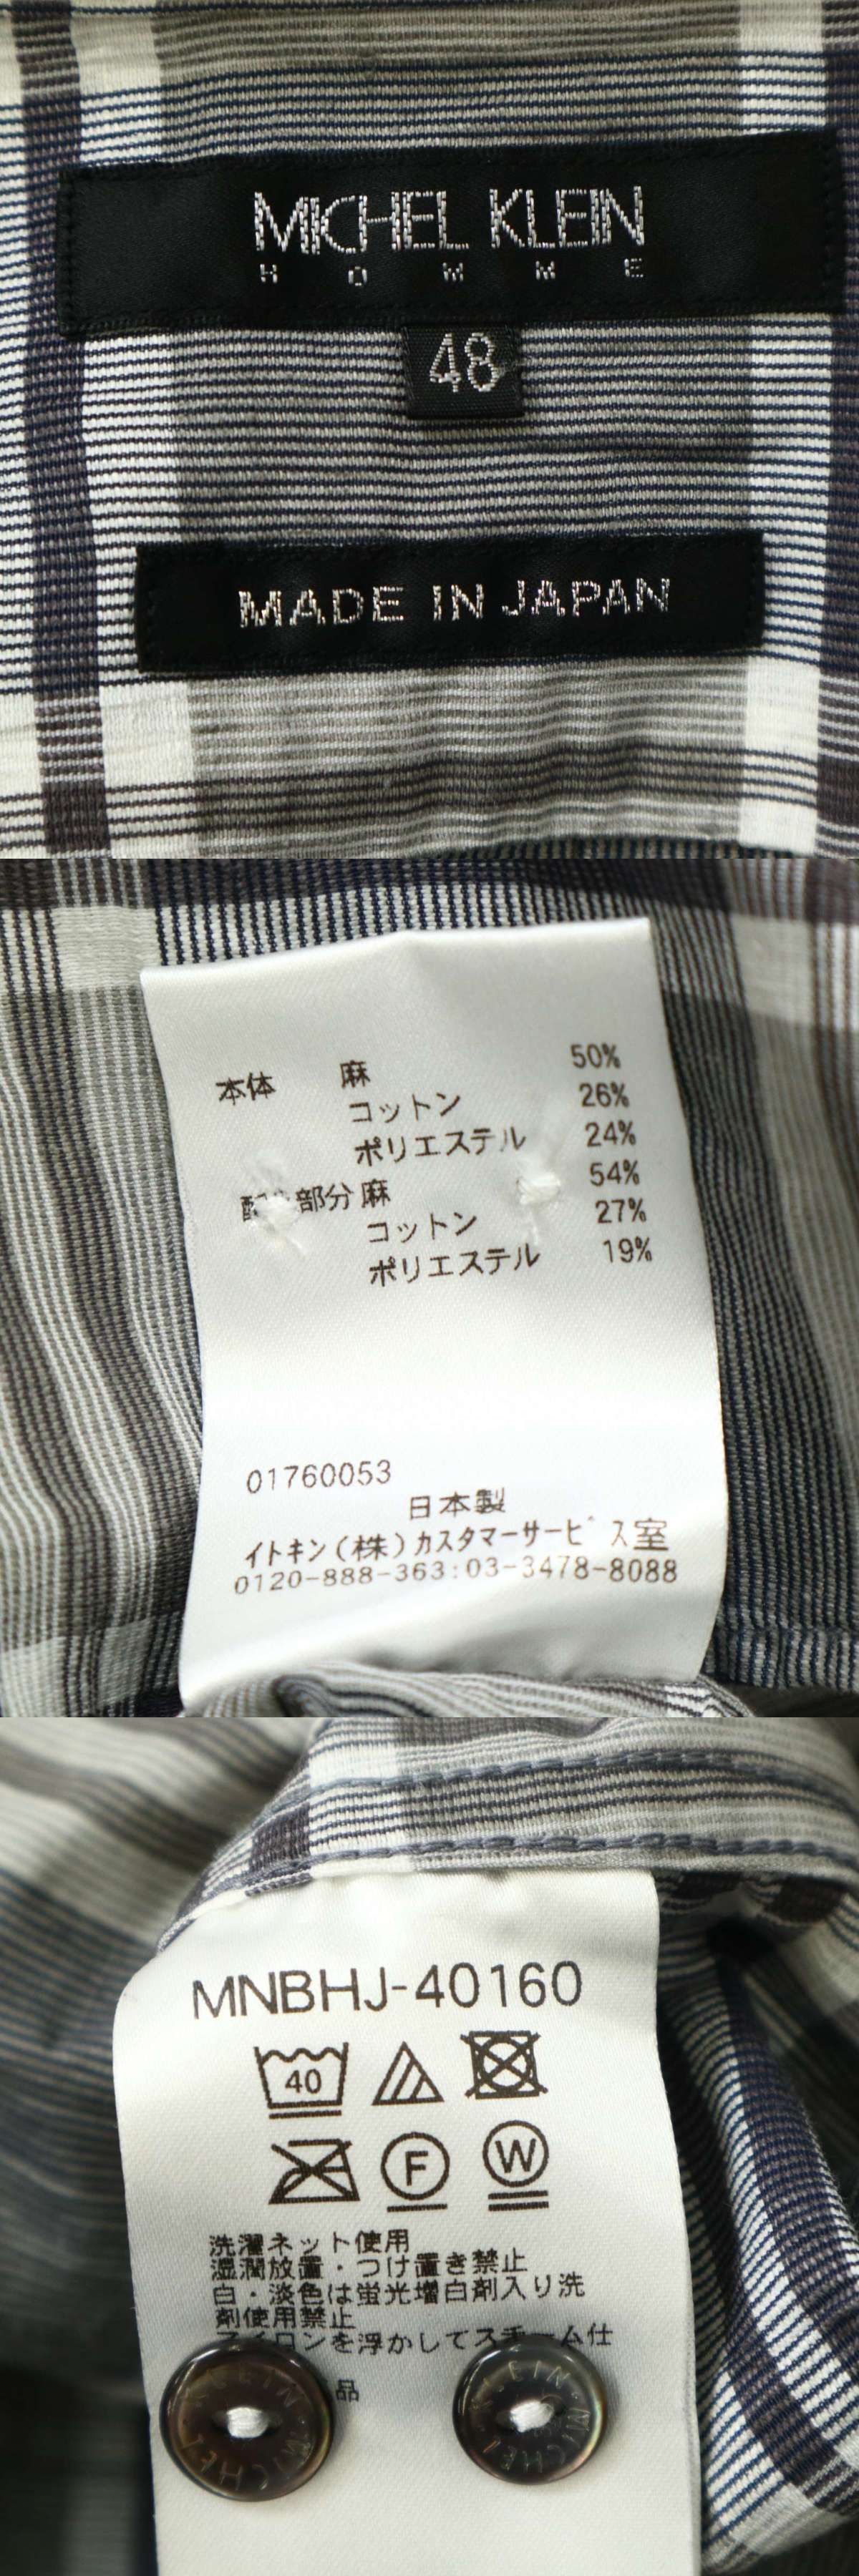 MICHEL KLEIN
HOMME
48
MADE IN JAPAN
本体 麻 50%
コットン 26%
ポリエステル 24%
部分 麻 54%
コットン 27%
ポリエステル 19%
01760053
日本製
イトキン(株)カスタマーサービス室
0120-888-363:03-3478-8088
MNBHJ-40160
40
F
W
洗濯ネット使用
湿潤放置・つけ置き禁止
白・淡色は蛍光増白剤入り洗
剤使用禁止
アイロンを浮かしてスチーム仕
品
MICHEL KLEIN
MICHEL KLEIN